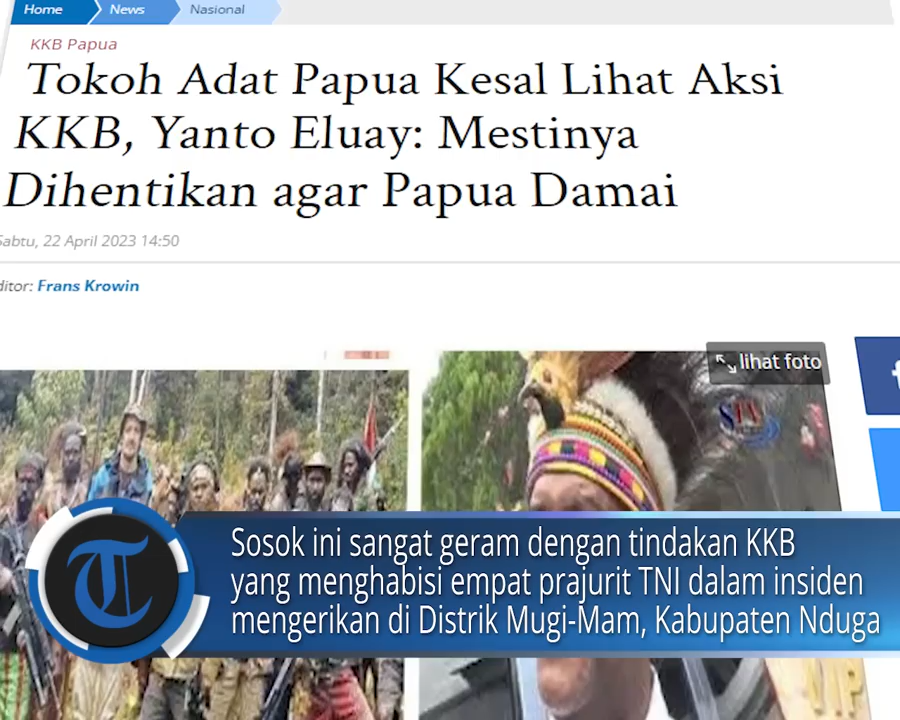 Home News Nasional
KKB Papua
Tokoh Adat Papua Kesal Lihat Aksi
KKB, Yanto Eluay: Mestinya
Dihentikan agar Papua Damai
Sabtu, 22 April 2023 14:50
ditor: Frans Krowin
lihat foto
Sosok ini sangat geram dengan tindakan KKB
yang menghabisi empat prajurit TNI dalam insiden
mengerikan di Distrik Mugi-Mam, Kabupaten Nduga